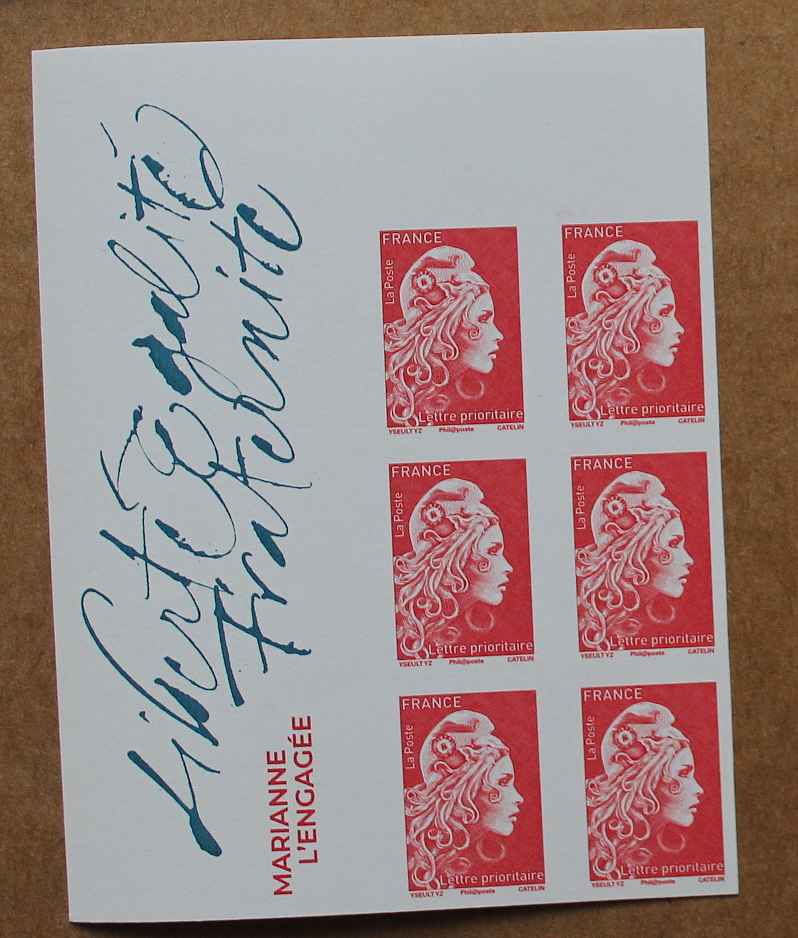 Liberté Egalité
Fraternité
MARIANNE
L'ENGAGÉE
FRANCE
La Poste
Lettre prioritaire
YSEULT YZ Phil@poste CATELIN
FRANCE
La Poste
Lettre prioritaire
YSEULT YZ Phil@poste CATELIN
FRANCE
La Poste
Lettre prioritaire
YSEULT YZ Phil@poste CATELIN
FRANCE
La Poste
Lettre prioritaire
YSEULT YZ Phil@poste CATELIN
FRANCE
La Poste
Lettre prioritaire
YSEULT YZ Phil@poste CATELIN
FRANCE
La Poste
Lettre prioritaire
YSEULT YZ Phil@poste CATELIN